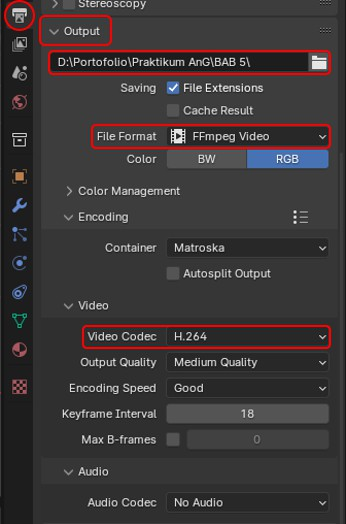 Stereoscopy
Output
D:\Portofolio\Praktikum AnG\BAB 5\
Saving File Extensions
Cache Result
File Format FFmpeg Video
Color BW RGB
Color Management
Encoding
Container Matroska
Autosplit Output
Video
Video Codec H.264
Output Quality Medium Quality
Encoding Speed Good
Keyframe Interval 18
Max B-frames 0
Audio
Audio Codec No Audio